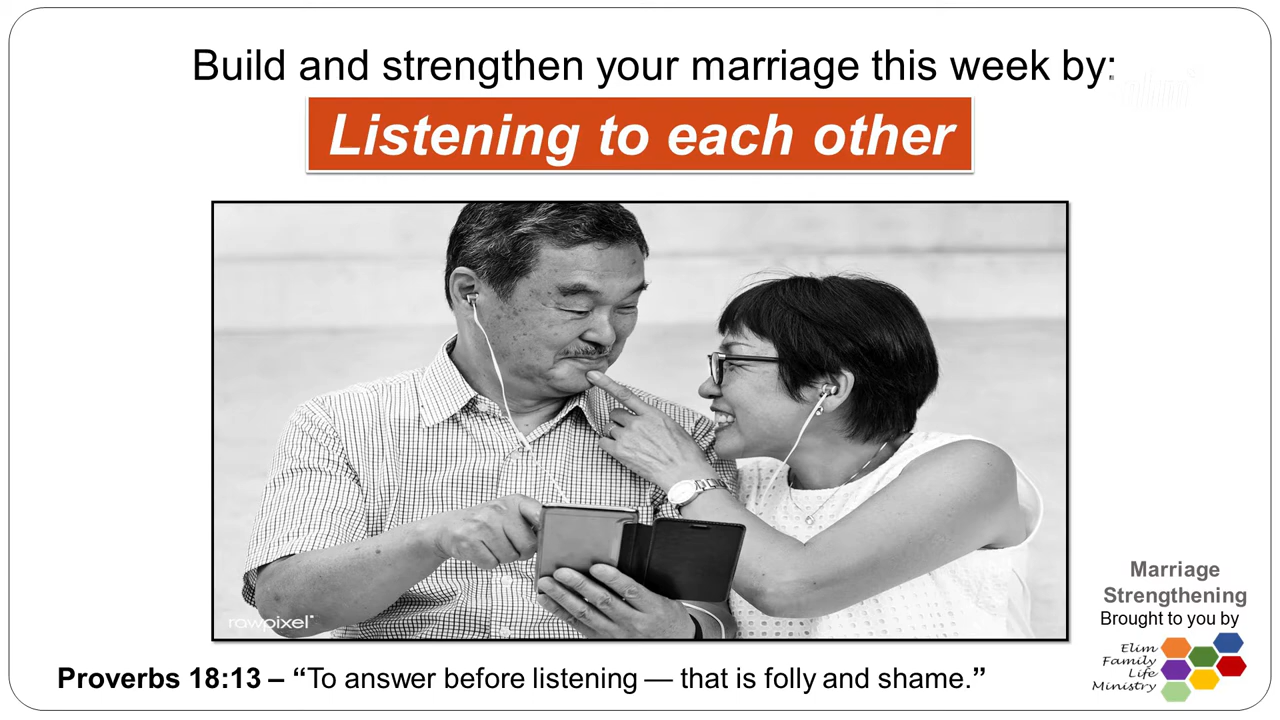 Build and strengthen your marriage this week by:
Listening to each other
rawpixel
Marriage
Strengthening
Brought to you by
Elim
Family
Life
Ministry
Proverbs 18:13 – “To answer before listening — that is folly and shame.”